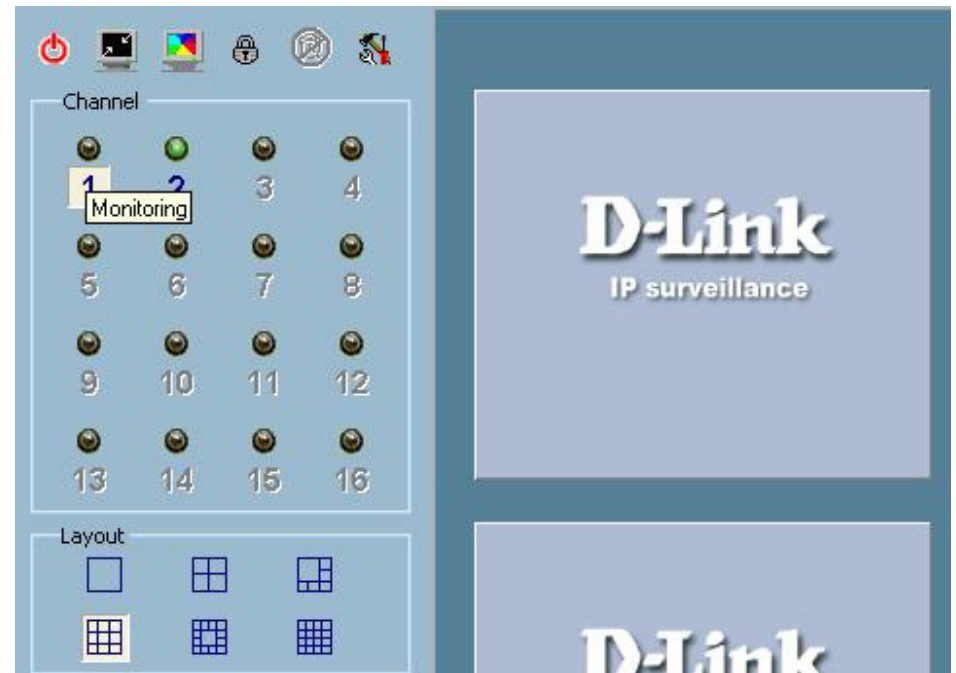 Channel
1 2 3 4
Monitoring
5 6 7 8
9 10 11 12
13 14 15 16
Layout
D-Link
IP surveillance
D-Link